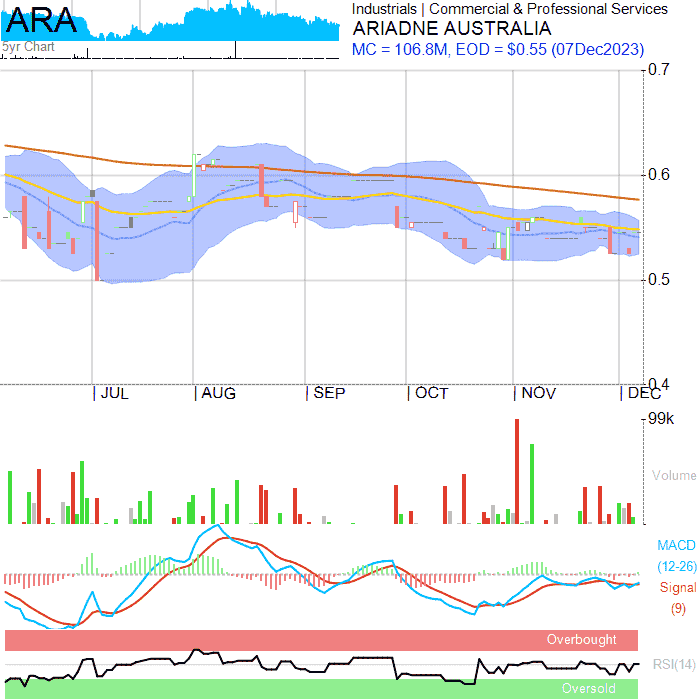 ARA
5yr Chart
Industrials | Commercial & Professional Services
ARIADNE AUSTRALIA
MC = 106.8M, EOD = $0.55 (07Dec2023)
0.7
0.6
0.5
0.4
JUL AUG SEP OCT NOV DEC
99k
Volume
MACD
(12-26)
Signal
(9)
Overbought
RSI(14)
Oversold